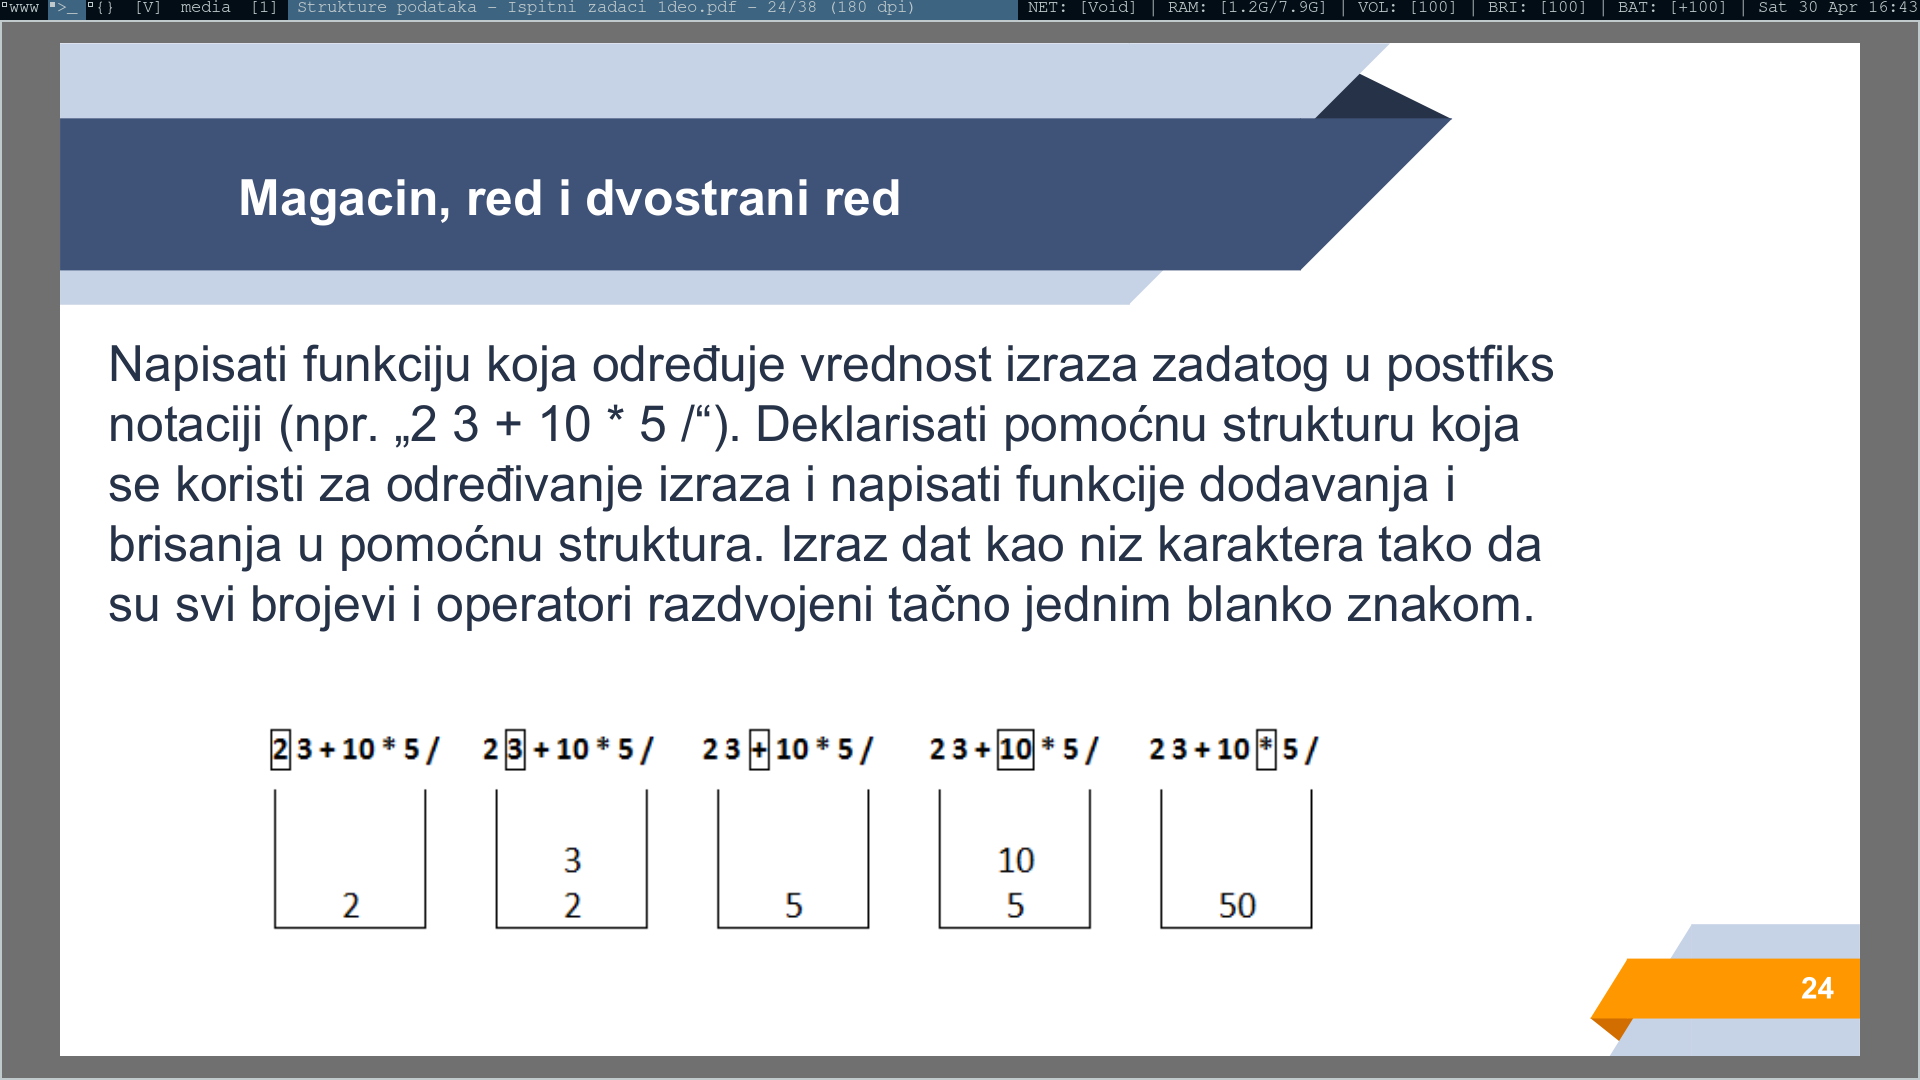 www >_ {} [V] media [1] Strukture podataka - Ispitni zadaci 1deo.pdf - 24/38 (180 dpi) NET: [Void] | RAM: [1.2G/7.9G] | VOL: [100] | BRI: [100] | BAT: [+100] | Sat 30 Apr 16:43
Magacin, red i dvostrani red
Napisati funkciju koja određuje vrednost izraza zadatog u postfiks
notaciji (npr. „2 3 + 10 * 5 /“). Deklarisati pomoćnu strukturu koja
se koristi za određivanje izraza i napisati funkcije dodavanja i
brisanja u pomoćnu struktura. Izraz dat kao niz karaktera tako da
su svi brojevi i operatori razdvojeni tačno jednim blanko znakom.
2 3 + 10 * 5 / 2 3 + 10 * 5 / 2 3 + 10 * 5 / 2 3 + 10 * 5 / 2 3 + 10 * 5 /
3 10
2 2 5 5 50
24